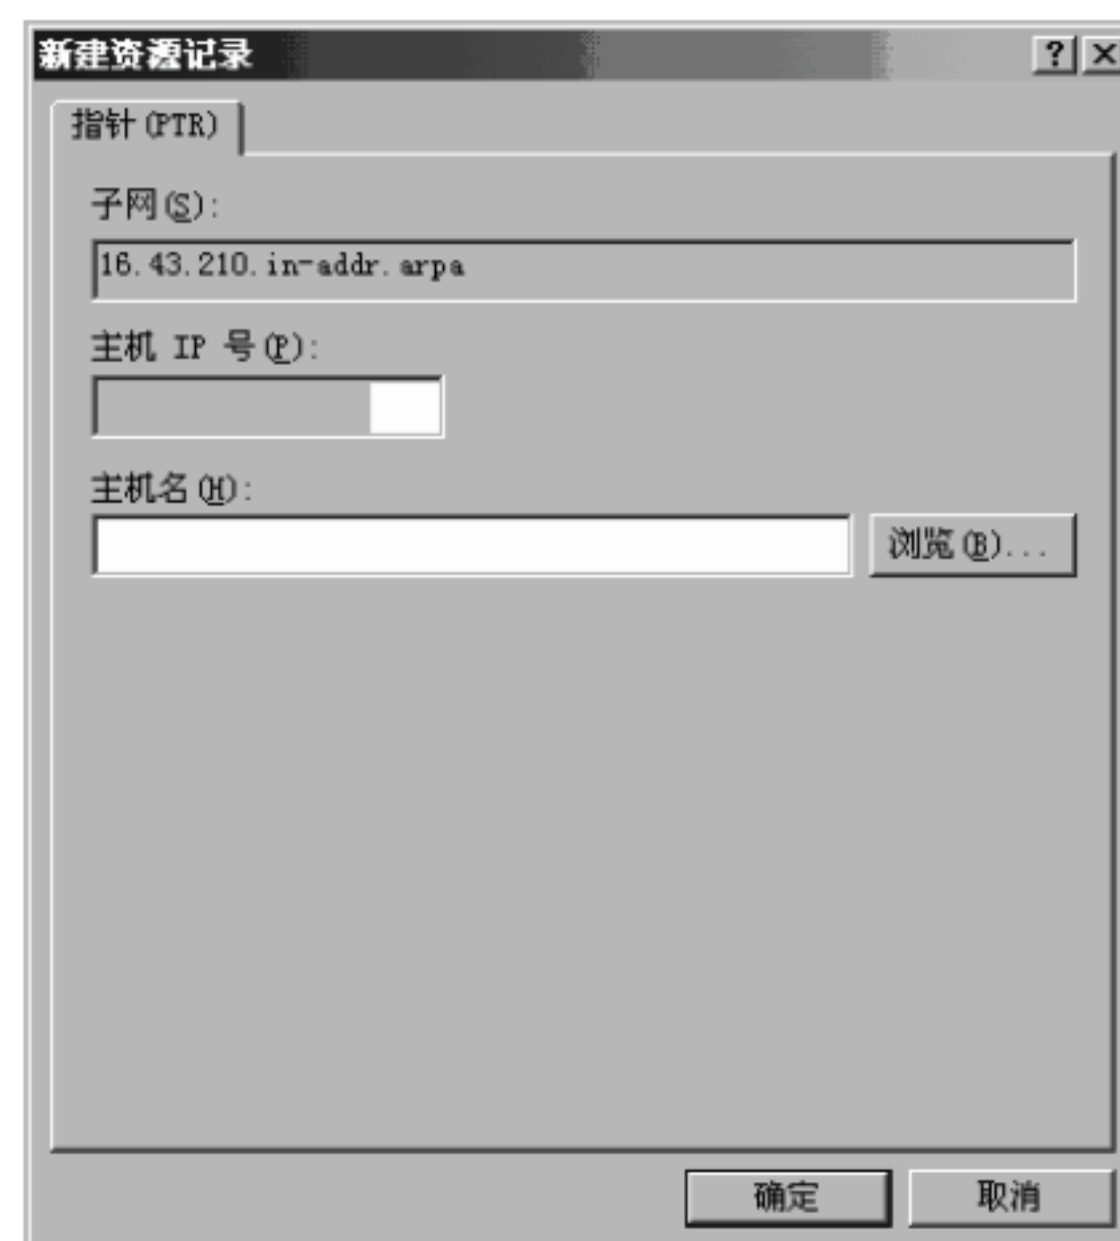 新建资源记录
指针(PTR)
子网(S):
16.43.210.in-addr.arpa
主机 IP 号(P):
主机名(H):
浏览(B)...
确定 取消